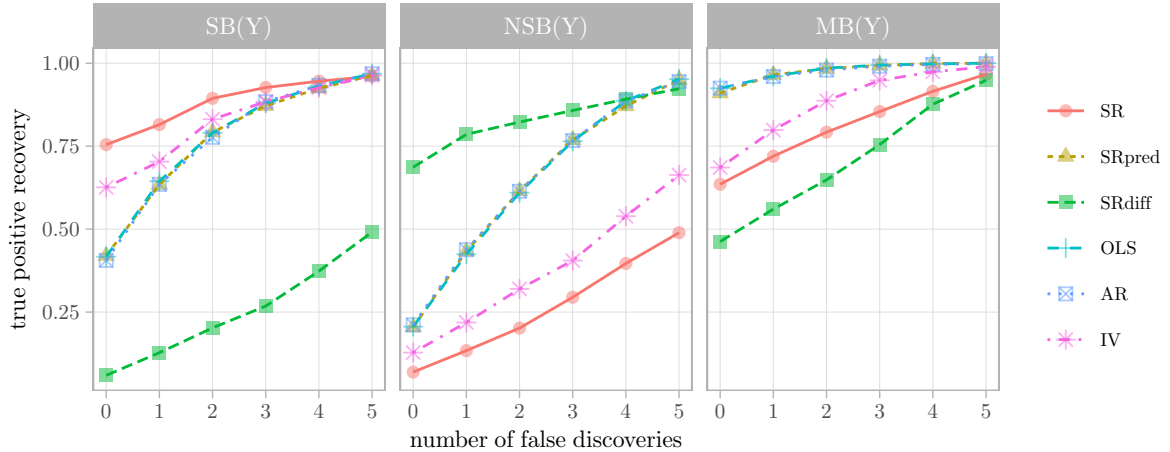 SB(Y) NSB(Y) MB(Y)
true positive recovery
1.00
0.75
0.50
0.25
0 1 2 3 4 5 0 1 2 3 4 5 0 1 2 3 4 5
number of false discoveries
SR
SRpred
SRdiff
OLS
AR
IV